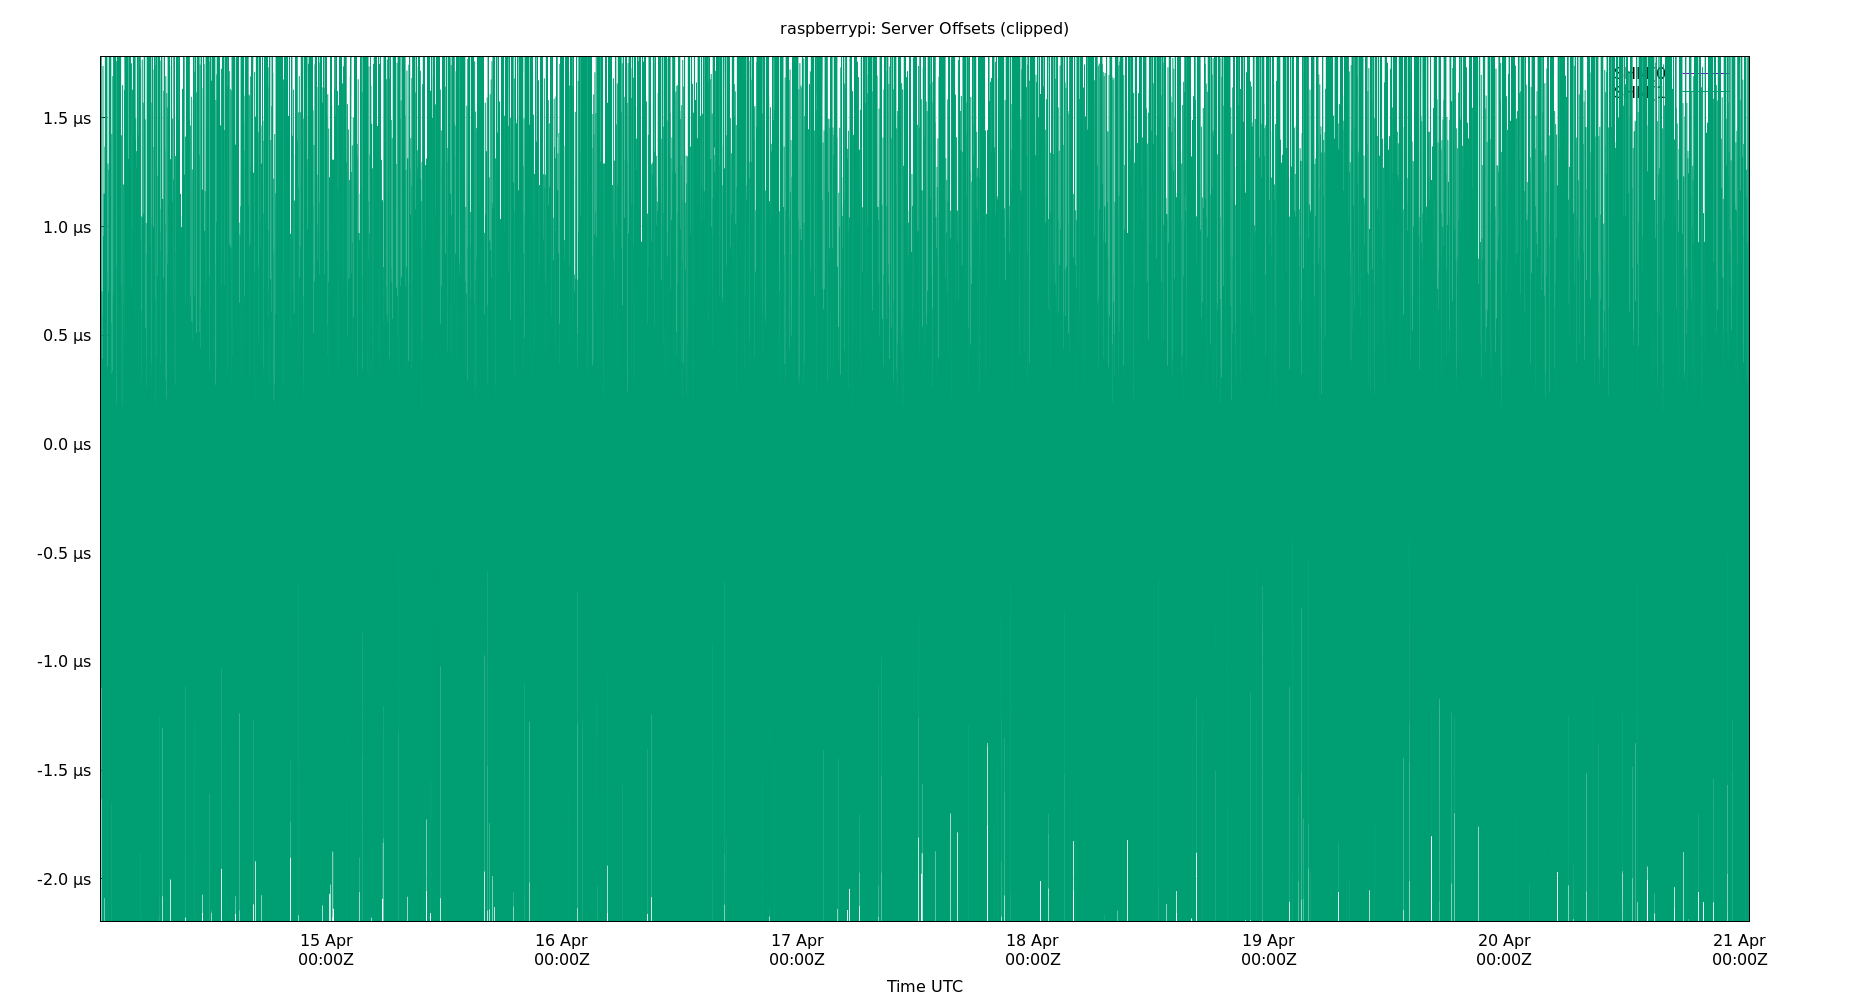 raspberrypi: Server Offsets (clipped)
1.5 µs
1.0 µs
0.5 µs
0.0 µs
-0.5 µs
-1.0 µs
-1.5 µs
-2.0 µs
15 Apr
00:00Z
16 Apr
00:00Z
17 Apr
00:00Z
18 Apr
00:00Z
19 Apr
00:00Z
20 Apr
00:00Z
21 Apr
00:00Z
Time UTC